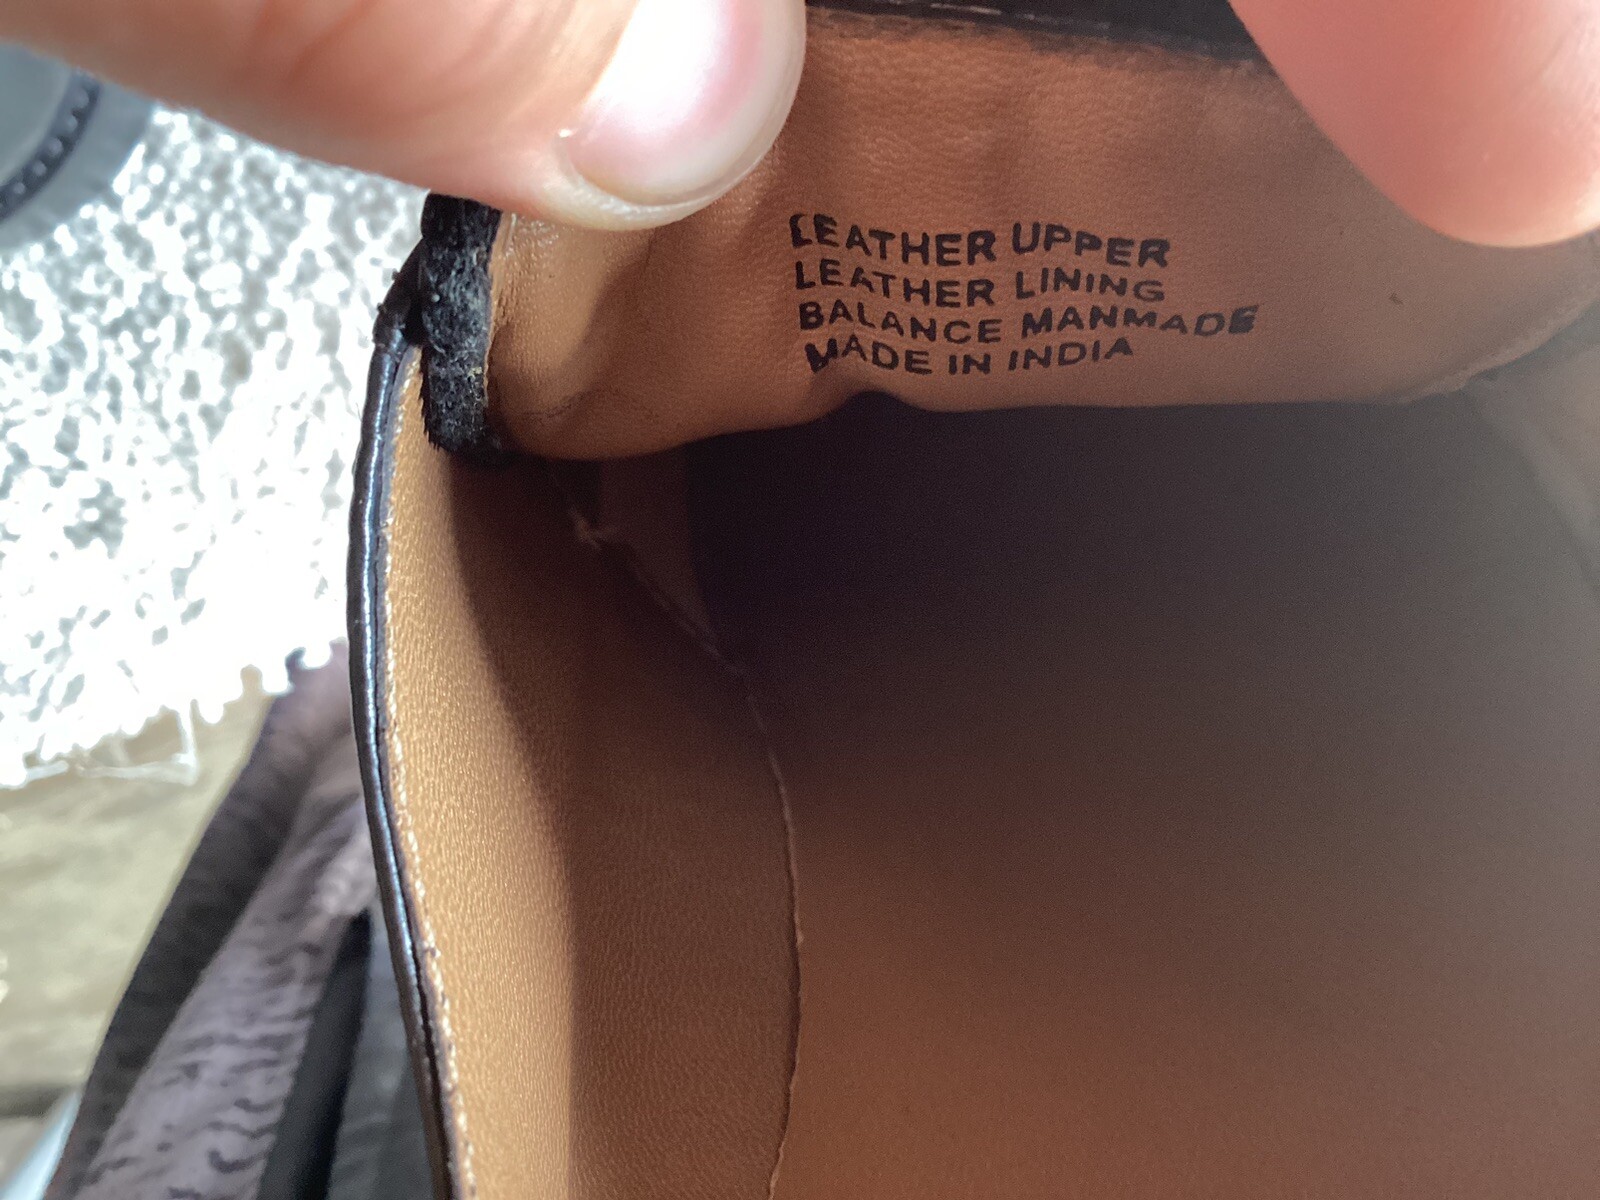 LEATHER UPPER
LEATHER LINING
BALANCE MANMADE
MADE IN INDIA